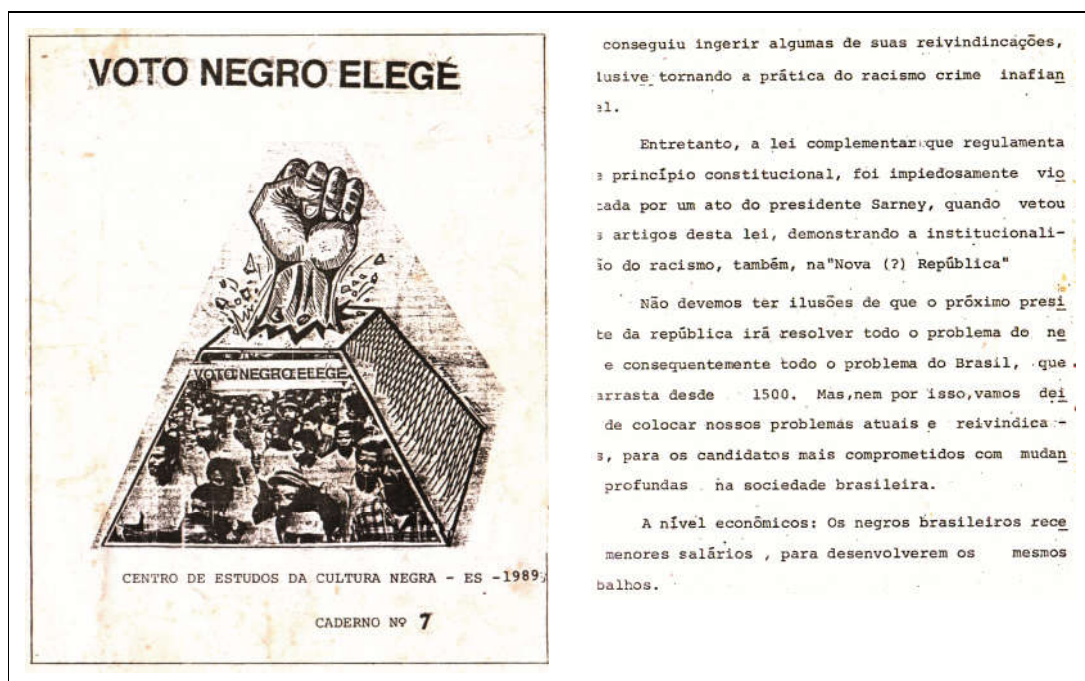 VOTO NEGRO ELEGE
VOTO NEGRO ELEGE
CENTRO DE ESTUDOS DA CULTURA NEGRA - ES - 1989
CADERNO Nº 7
conseguiu ingerir algumas de suas reivindincações,
lusive tornando a prática do racismo crime inafian
el.
Entretanto, a lei complementar que regulamenta
e princípio constitucional, foi impiedosamente vio
cada por um ato do presidente Sarney, quando vetou
s artigos desta lei, demonstrando a institucionali-
ão do racismo, também, na"Nova (?) República"
Não devemos ter ilusões de que o próximo presi
te da república irá resolver todo o problema do ne
e consequentemente todo o problema do Brasil, que
arrasta desde 1500. Mas,nem por isso,vamos dei
de colocar nossos problemas atuais e reivindica-
s, para os candidatos mais comprometidos com mudan
profundas na sociedade brasileira.
A nível econômicos: Os negros brasileiros rece
menores salários , para desenvolverem os mesmos
balhos.